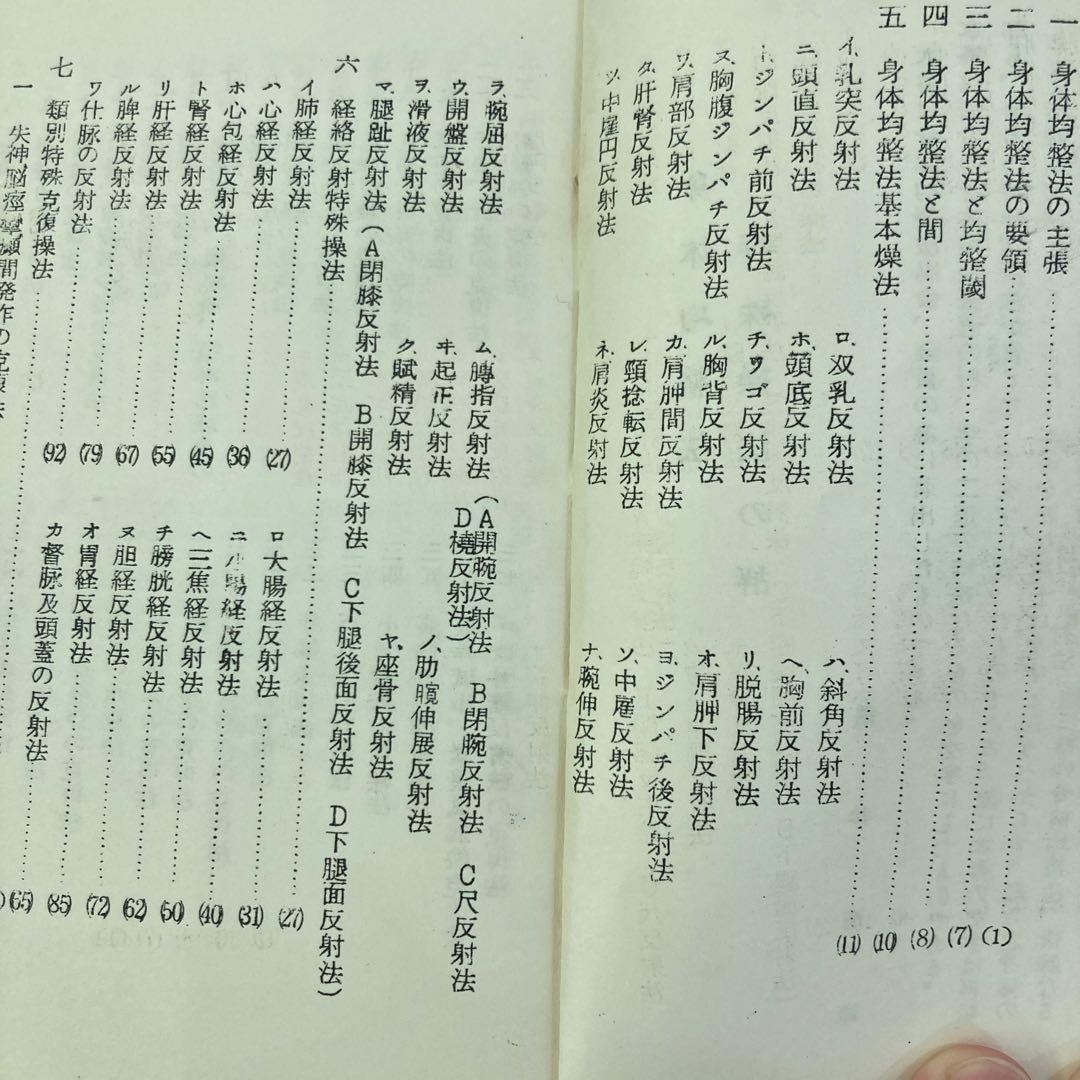 一 身体均整法の主張 (1)
二 身体均整法の要領 (7)
三 身体均整法と均整閾 (8)
四 身体均整法と間 (10)
五 身体均整法基本燥法 (11)
イ、乳突反射法 ロ、双乳反射法 ハ、斜角反射法
ニ、頭直反射法 ホ、頭底反射法 ヘ、胸前反射法
ト、ジンパチ前反射法 チ、ワゴ反射法 リ、脱腸反射法
ヌ、胸腹ジンパチ反射法 ル、胸背反射法 オ、肩胛下反射法
ワ、肩部反射法 カ、肩胛間反射法 ヨ、ジンパチ後反射法
タ、肝腎反射法 レ、頸捻転反射法 ソ、中雇反射法
ツ、中雇円反射法 ネ、肩炎反射法 ナ、腕伸反射法
ラ、腕屈反射法 ム、膊指反射法(A開腕反射法 B閉腕反射法 C尺反射法
D橈反射法)
ウ、開盤反射法 ヰ、起正反射法 ノ、肋臗伸展反射法
ヲ、滑液反射法 ク、賦精反射法 ヤ、座骨反射法
マ、腿趾反射法(A閉膝反射法 B開膝反射法 C下腿後面反射法 D下腿面反射法)
六 経絡反射特殊操法 (27)
イ 肺経反射法 (27) ロ 大腸経反射法 (31)
ハ 心経反射法 (36) ニ 小腸経反射法 (40)
ホ 心包経反射法 (45) ヘ 三焦経反射法 (50)
ト 腎経反射法 (55) チ 膀胱経反射法 (62)
リ 肝経反射法 (67) ヌ 胆経反射法 (72)
ル 脾経反射法 (79) オ 胃経反射法 (85)
ワ 仕脉の反射法 (92) カ 督脉及頭蓋の反射法 (65)
七 類別特殊克復操法
一 失神脳